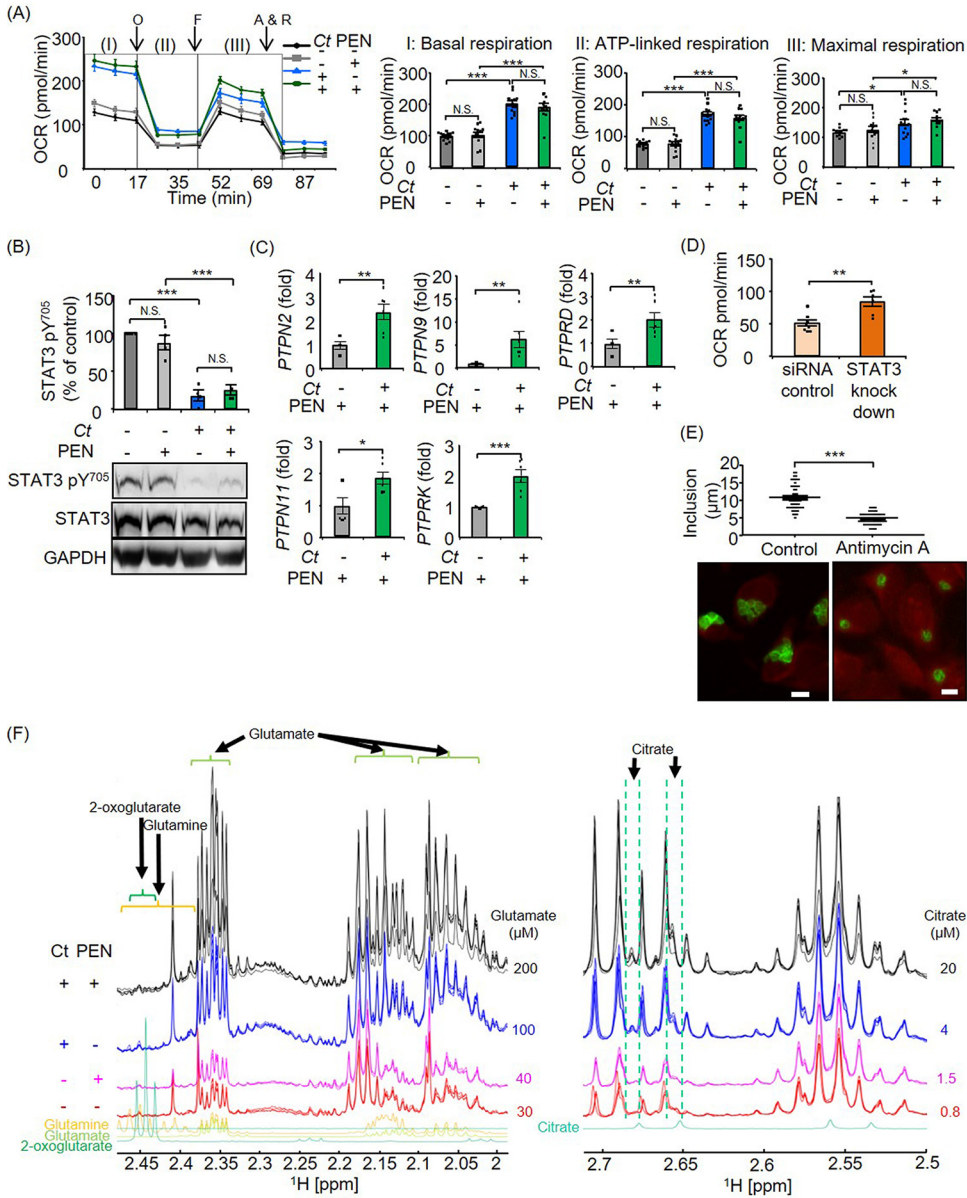 (A)
O F A & R
300
200
100
0
OCR (pmol/min)
(I) (II) (III)
0 17 35 52 69 87
Time (min)
Ct PEN
- -
- +
+ -
+ +
I: Basal respiration
OCR (pmol/min)
400
300
200
100
0
***
***
N.S.
N.S.
Ct - - + +
PEN - + - +
II: ATP-linked respiration
OCR (pmol/min)
400
300
200
100
0
***
***
N.S.
N.S.
- - + +
- + - +
III: Maximal respiration
OCR (pmol/min)
400
300
200
100
0
*
*
N.S.
N.S.
Ct - - + +
PEN - + - +
(B)
STAT3 pY705
(% of control)
150
100
50
0
***
***
N.S.
N.S.
Ct - - + +
PEN - + - +
STAT3 pY705
STAT3
GAPDH
(C)
PTPN2 (fold)
4
3
2
1
0
**
Ct - +
PEN + +
PTPN9 (fold)
20
15
10
5
0
**
Ct - +
PEN + +
PTPRD (fold)
4
3
2
1
0
**
Ct - +
PEN + +
PTPN11 (fold)
4
3
2
1
0
*
Ct - +
PEN + +
PTPRK (fold)
4
3
2
1
0
***
Ct - +
PEN + +
(D)
OCR pmol/min
150
100
50
0
**
siRNA STAT3
control knock
down
(E)
Inclusion
(µm)
20
15
10
5
0
***
Control Antimycin A
(F)
Glutamate
2-oxoglutarate
Glutamine
Ct PEN
+ +
+ -
- +
- -
Glutamine
Glutamate
2-oxoglutarate
Glutamate
(µM)
200
100
40
30
2.45 2.4 2.35 2.3 2.25 2.2 2.15 2.1 2.05 2
1H [ppm]
Citrate
Citrate
(µM)
20
4
1.5
0.8
Citrate
2.7 2.65 2.6 2.55 2.5
1H [ppm]